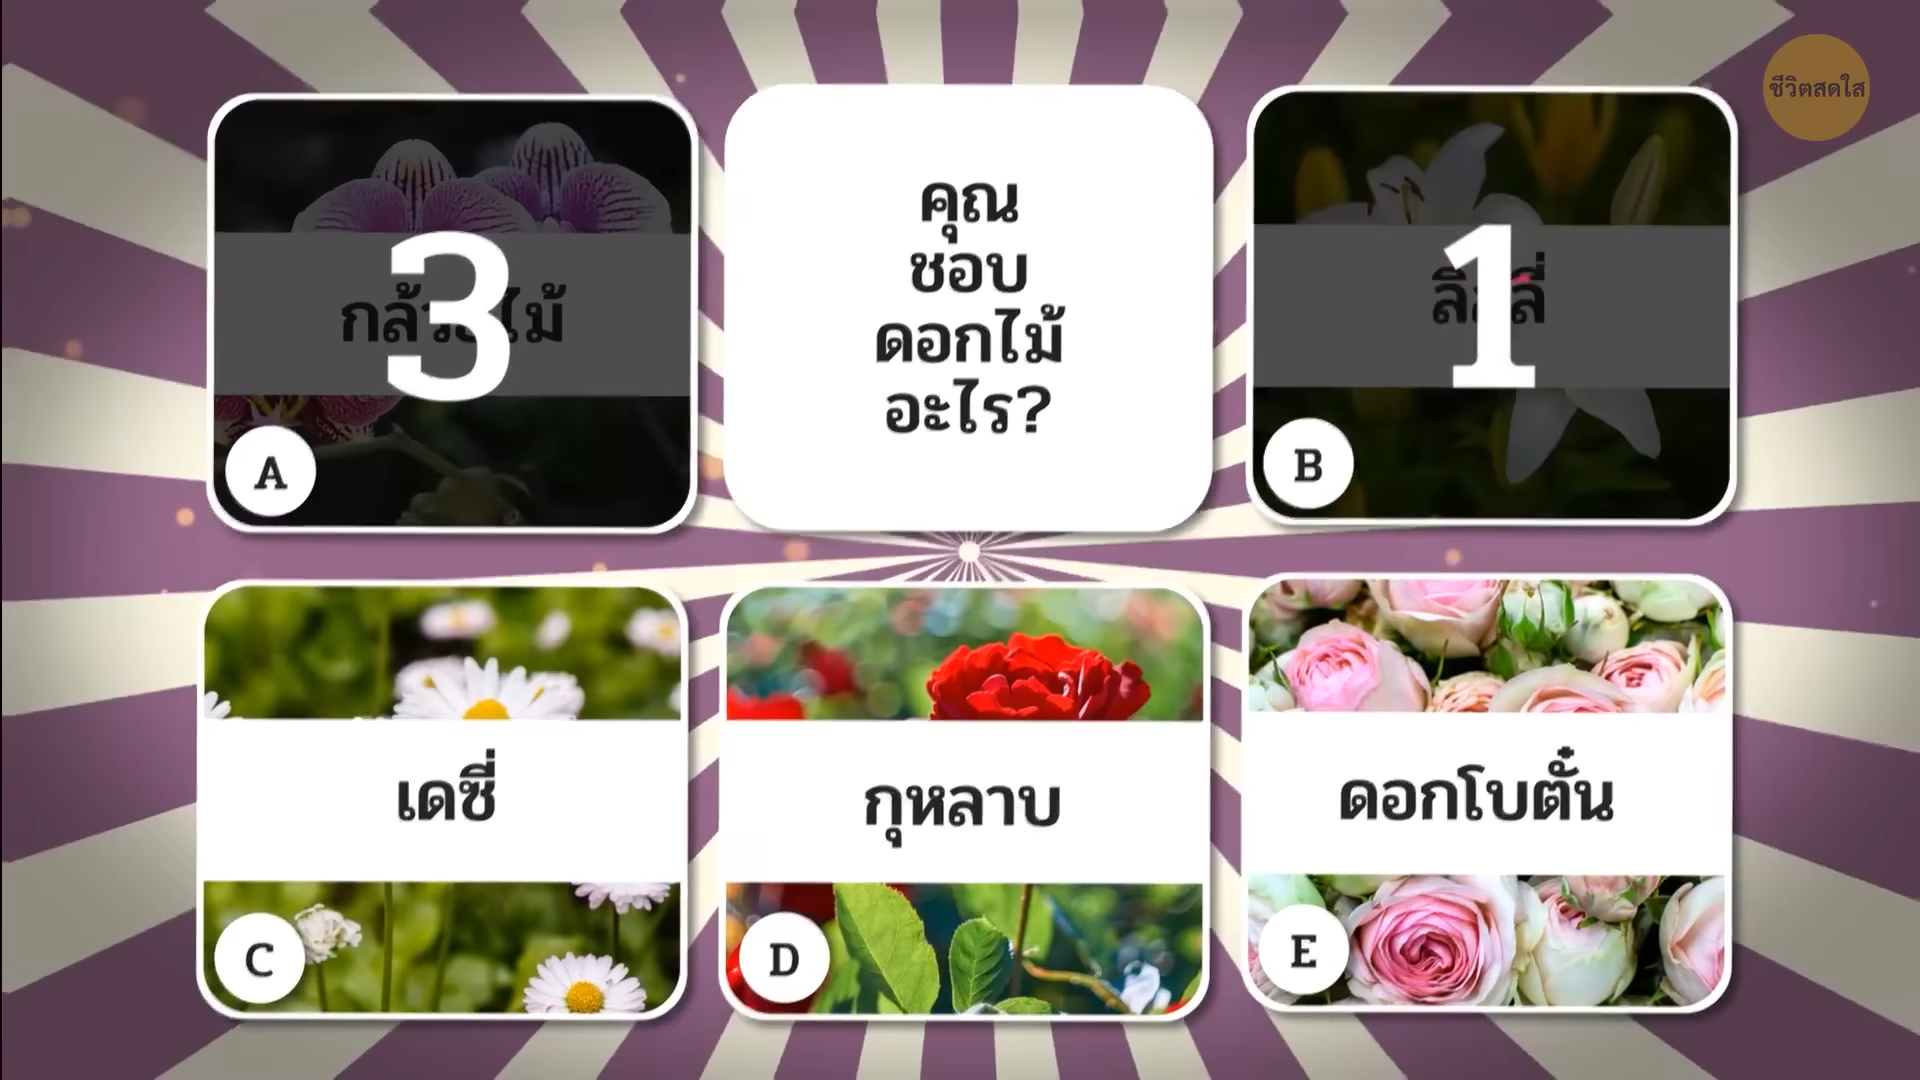 ชีวิตสดใส
3
A
คุณ
ชอบ
ดอกไม้
อะไร?
1
B
เดซี่
C
กุหลาบ
D
ดอกโบตั๋น
E